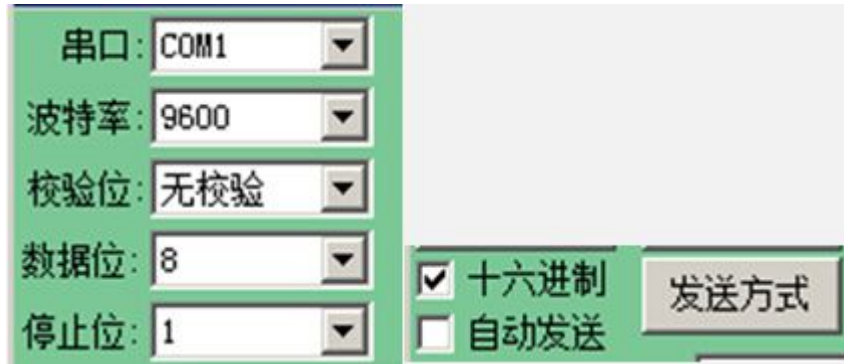 串口: COM1
波特率: 9600
校验位: 无校验
数据位: 8
停止位: 1
十六进制
发送方式
自动发送